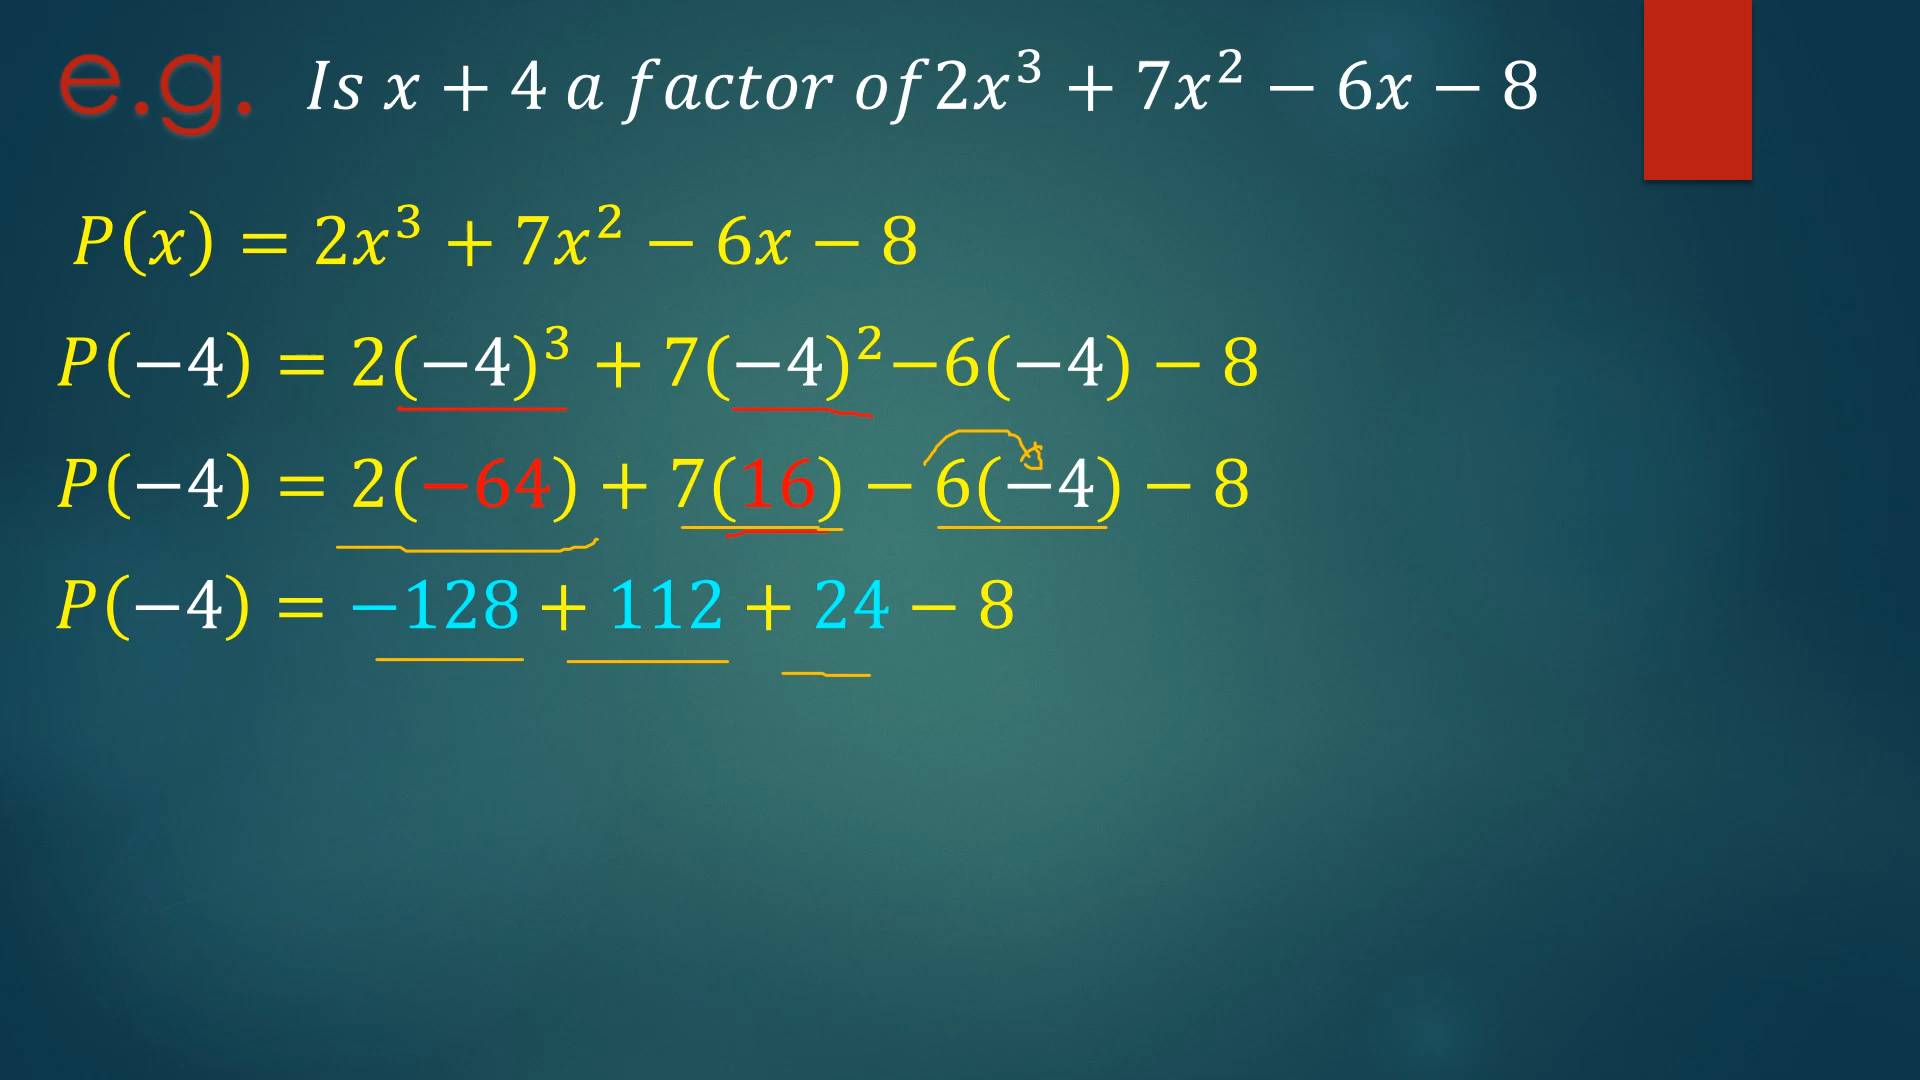 e.g. Is x + 4 a factor of 2x³ + 7x² − 6x − 8
P(x) = 2x³ + 7x² − 6x − 8
P(−4) = 2(−4)³ + 7(−4)²−6(−4) − 8
P(−4) = 2(−64) + 7(16) − 6(−4) − 8
P(−4) = −128 + 112 + 24 − 8